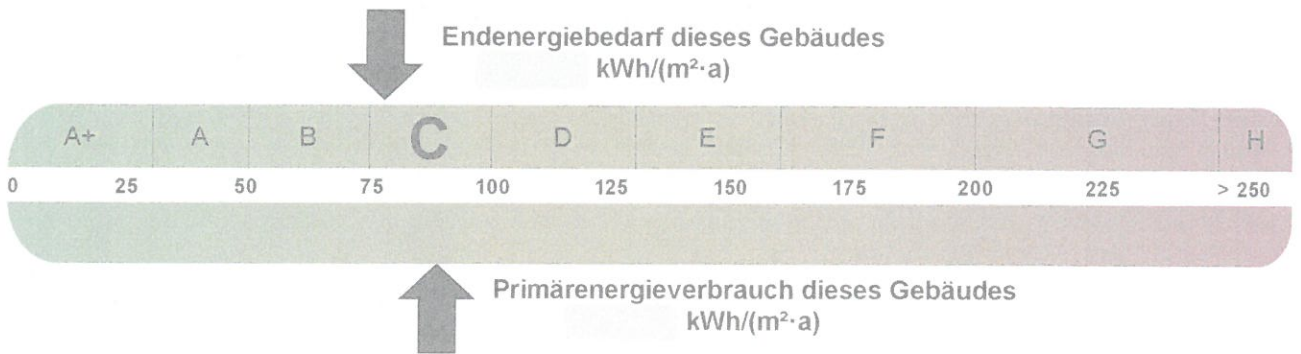 Endenergiebedarf dieses Gebäudes
kWh/(m²·a)
A+ A B C D E F G H
0 25 50 75 100 125 150 175 200 225 > 250
Primärenergieverbrauch dieses Gebäudes
kWh/(m²·a)